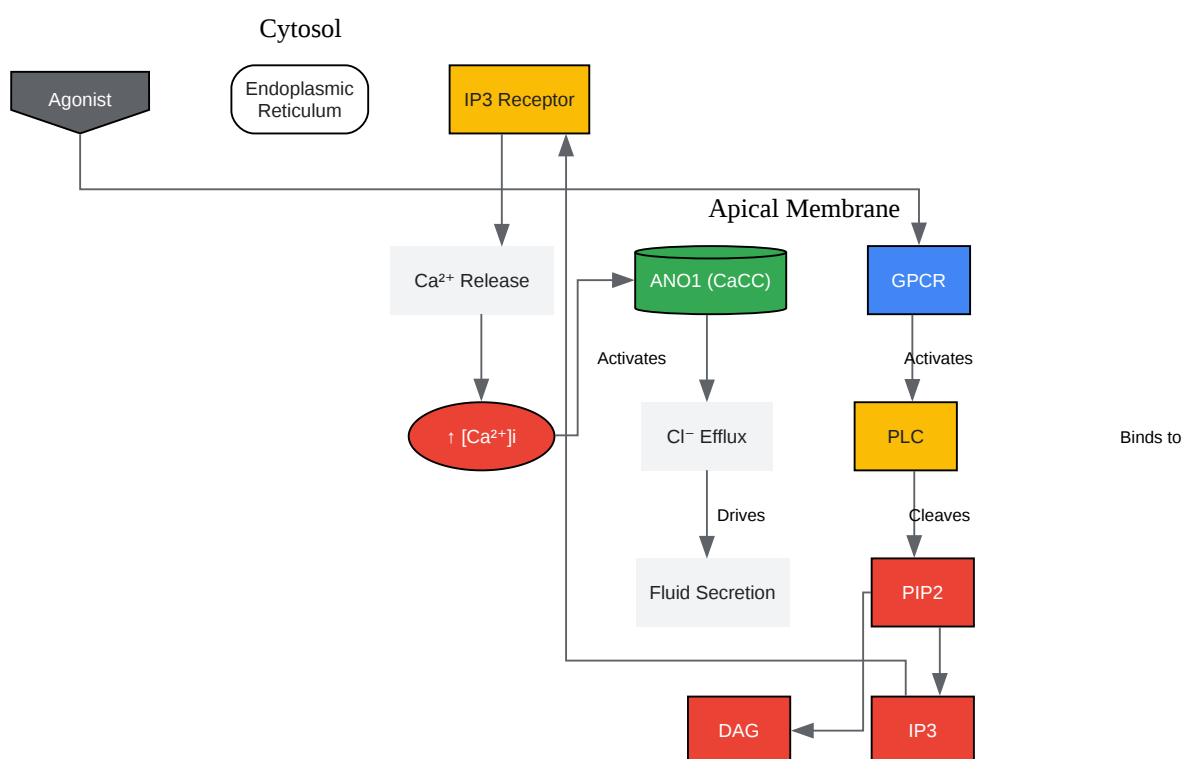 Cytosol
Agonist
Endoplasmic
Reticulum
IP3 Receptor
Apical Membrane
Ca²⁺ Release
ANO1 (CaCC)
GPCR
Activates
Activates
↑ [Ca²⁺]i
Cl⁻ Efflux
PLC
Binds to
Drives
Cleaves
Fluid Secretion
PIP2
DAG
IP3